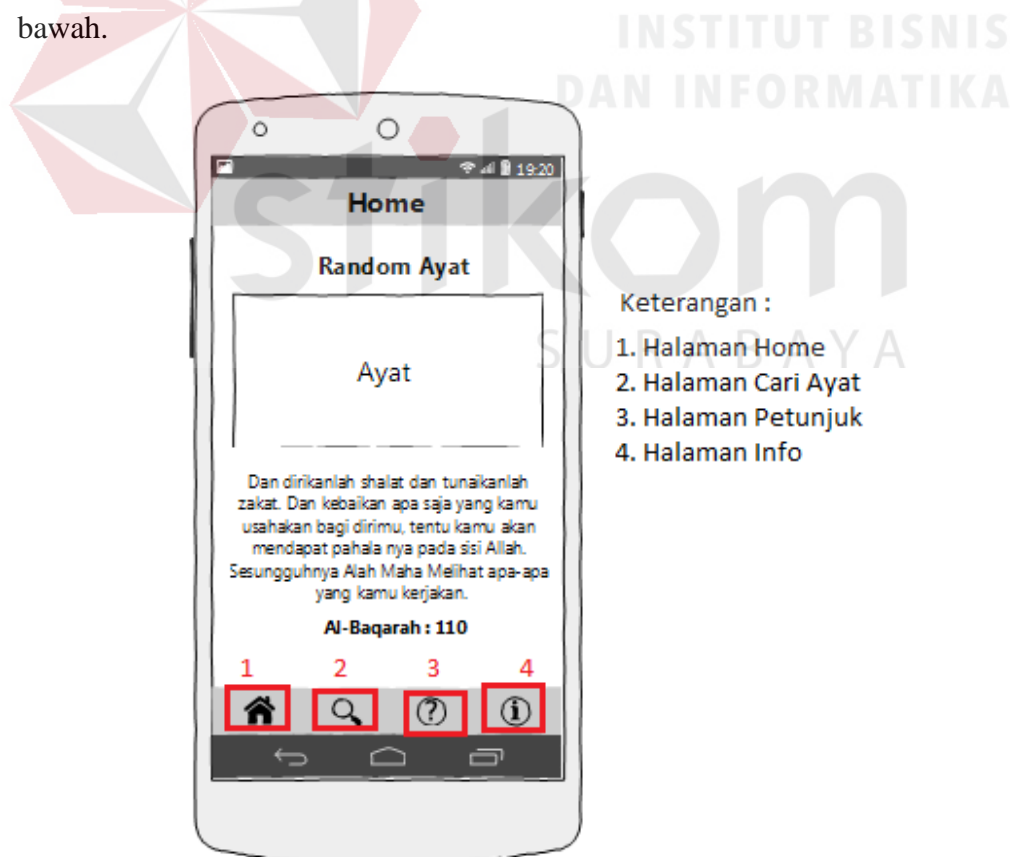 bawah.
INSTITUT BISNIS
DAN INFORMATIKA
stikom
SURABAYA
19:20
Home
Random Ayat
Ayat
Dan dirikanlah shalat dan tunaikanlah
zakat. Dan kebaikan apa saja yang kamu
usahakan bagi dirimu, tentu kamu akan
mendapat pahala nya pada sisi Allah.
Sesungguhnya Alah Maha Melihat apa-apa
yang kamu kerjakan.
Al-Baqarah : 110
1 2 3 4
Keterangan :
1. Halaman Home
2. Halaman Cari Ayat
3. Halaman Petunjuk
4. Halaman Info